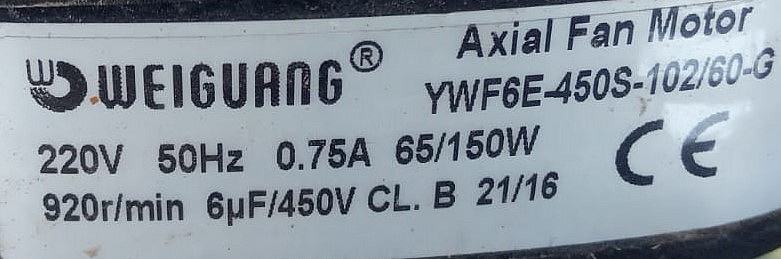 WEIGUANG® Axial Fan Motor
YWF6E-450S-102/60-G
220V 50Hz 0.75A 65/150W
920r/min 6µF/450V CL. B 21/16
CE